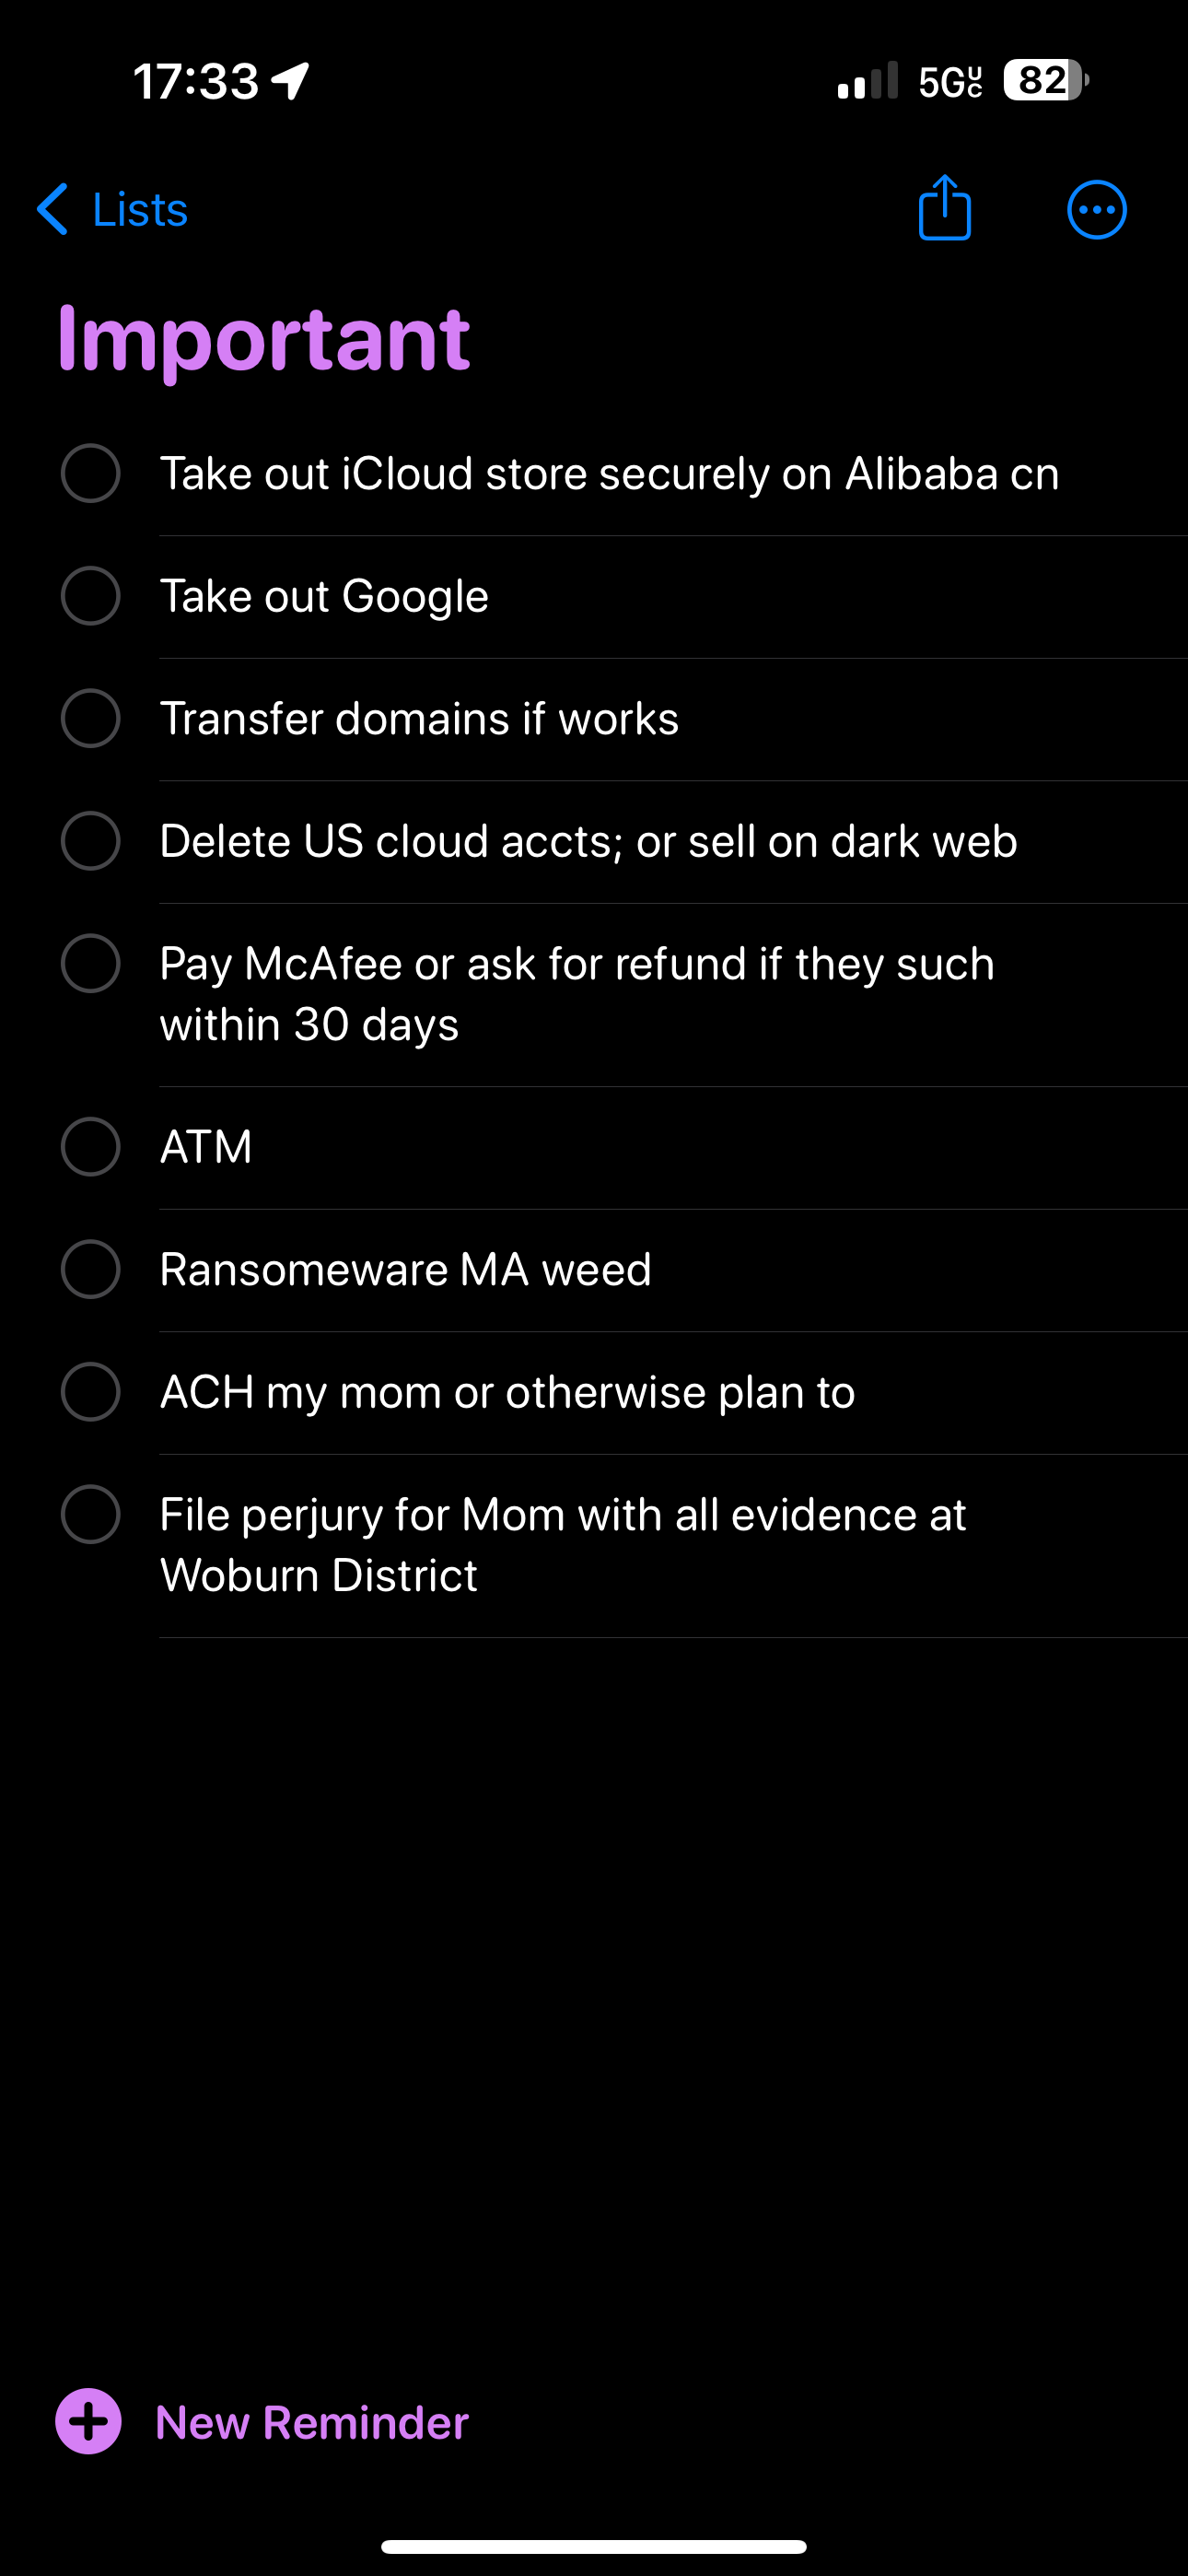 17:33
5G UC
82
Lists
Important
Take out iCloud store securely on Alibaba cn
Take out Google
Transfer domains if works
Delete US cloud accts; or sell on dark web
Pay McAfee or ask for refund if they such
within 30 days
ATM
Ransomeware MA weed
ACH my mom or otherwise plan to
File perjury for Mom with all evidence at
Woburn District
New Reminder